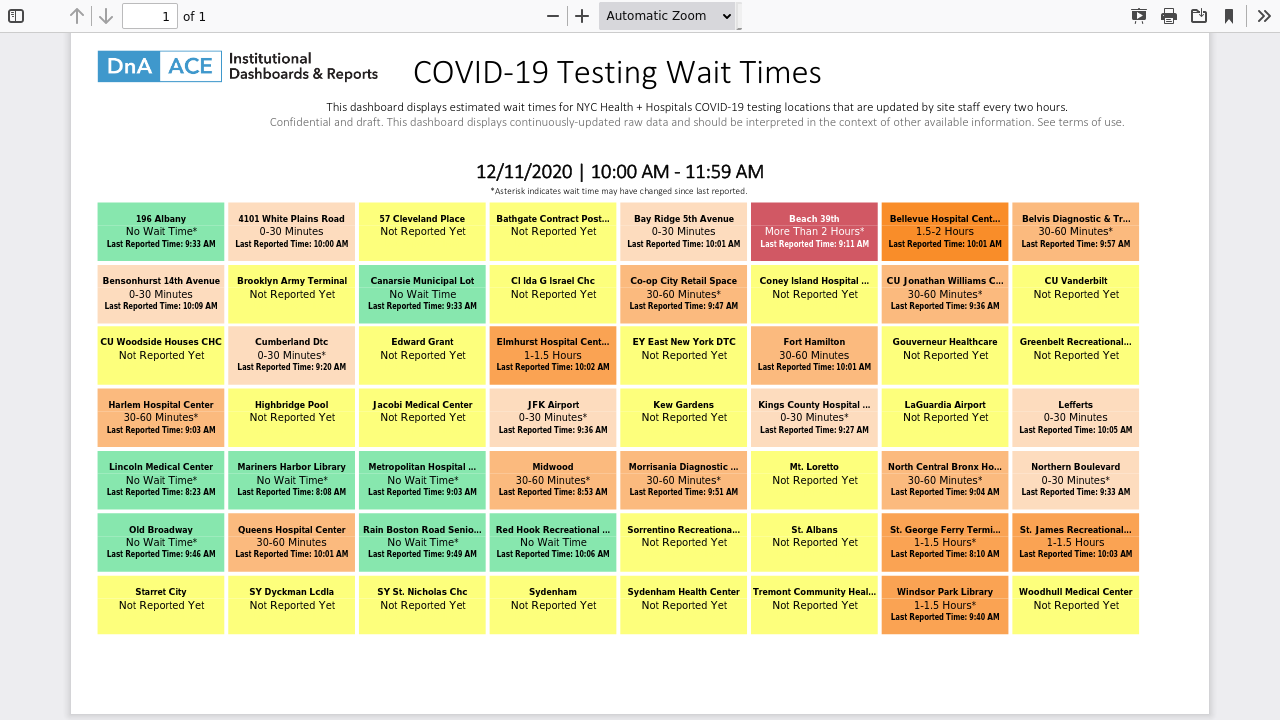 1 of 1 Automatic Zoom
DnA ACE Institutional
Dashboards & Reports
COVID-19 Testing Wait Times
This dashboard displays estimated wait times for NYC Health + Hospitals COVID-19 testing locations that are updated by site staff every two hours.
Confidential and draft. This dashboard displays continuously-updated raw data and should be interpreted in the context of other available information. See terms of use.
12/11/2020 | 10:00 AM - 11:59 AM
*Asterisk indicates wait time may have changed since last reported.
196 Albany
No Wait Time*
Last Reported Time: 9:33 AM
4101 White Plains Road
0-30 Minutes
Last Reported Time: 10:00 AM
57 Cleveland Place
Not Reported Yet
Bathgate Contract Post...
Not Reported Yet
Bay Ridge 5th Avenue
0-30 Minutes
Last Reported Time: 10:01 AM
Beach 39th
More Than 2 Hours*
Last Reported Time: 9:11 AM
Bellevue Hospital Cent...
1.5-2 Hours
Last Reported Time: 10:01 AM
Belvis Diagnostic & Tr...
30-60 Minutes*
Last Reported Time: 9:57 AM
Bensonhurst 14th Avenue
0-30 Minutes
Last Reported Time: 10:09 AM
Brooklyn Army Terminal
Not Reported Yet
Canarsie Municipal Lot
No Wait Time
Last Reported Time: 9:33 AM
CI Ida G Israel Chc
Not Reported Yet
Co-op City Retail Space
30-60 Minutes*
Last Reported Time: 9:47 AM
Coney Island Hospital ...
Not Reported Yet
CU Jonathan Williams C...
30-60 Minutes*
Last Reported Time: 9:36 AM
CU Vanderbilt
Not Reported Yet
CU Woodside Houses CHC
Not Reported Yet
Cumberland Dtc
0-30 Minutes*
Last Reported Time: 9:20 AM
Edward Grant
Not Reported Yet
Elmhurst Hospital Cent...
1-1.5 Hours
Last Reported Time: 10:02 AM
EY East New York DTC
Not Reported Yet
Fort Hamilton
30-60 Minutes
Last Reported Time: 10:01 AM
Gouverneur Healthcare
Not Reported Yet
Greenbelt Recreational...
Not Reported Yet
Harlem Hospital Center
30-60 Minutes*
Last Reported Time: 9:03 AM
Highbridge Pool
Not Reported Yet
Jacobi Medical Center
Not Reported Yet
JFK Airport
0-30 Minutes*
Last Reported Time: 9:36 AM
Kew Gardens
Not Reported Yet
Kings County Hospital ...
0-30 Minutes*
Last Reported Time: 9:27 AM
LaGuardia Airport
Not Reported Yet
Lefferts
0-30 Minutes
Last Reported Time: 10:05 AM
Lincoln Medical Center
No Wait Time*
Last Reported Time: 8:23 AM
Mariners Harbor Library
No Wait Time*
Last Reported Time: 8:08 AM
Metropolitan Hospital ...
No Wait Time*
Last Reported Time: 9:03 AM
Midwood
30-60 Minutes*
Last Reported Time: 8:53 AM
Morrisania Diagnostic ...
30-60 Minutes*
Last Reported Time: 9:51 AM
Mt. Loretto
Not Reported Yet
North Central Bronx Ho...
30-60 Minutes*
Last Reported Time: 9:04 AM
Northern Boulevard
0-30 Minutes*
Last Reported Time: 9:33 AM
Old Broadway
No Wait Time*
Last Reported Time: 9:46 AM
Queens Hospital Center
30-60 Minutes
Last Reported Time: 10:01 AM
Rain Boston Road Senio...
No Wait Time*
Last Reported Time: 9:49 AM
Red Hook Recreational ...
No Wait Time
Last Reported Time: 10:06 AM
Sorrentino Recreationa...
Not Reported Yet
St. Albans
Not Reported Yet
St. George Ferry Termi...
1-1.5 Hours*
Last Reported Time: 8:10 AM
St. James Recreational...
1-1.5 Hours
Last Reported Time: 10:03 AM
Starret City
Not Reported Yet
SY Dyckman Lcdla
Not Reported Yet
SY St. Nicholas Chc
Not Reported Yet
Sydenham
Not Reported Yet
Sydenham Health Center
Not Reported Yet
Tremont Community Heal...
Not Reported Yet
Windsor Park Library
1-1.5 Hours*
Last Reported Time: 9:40 AM
Woodhull Medical Center
Not Reported Yet